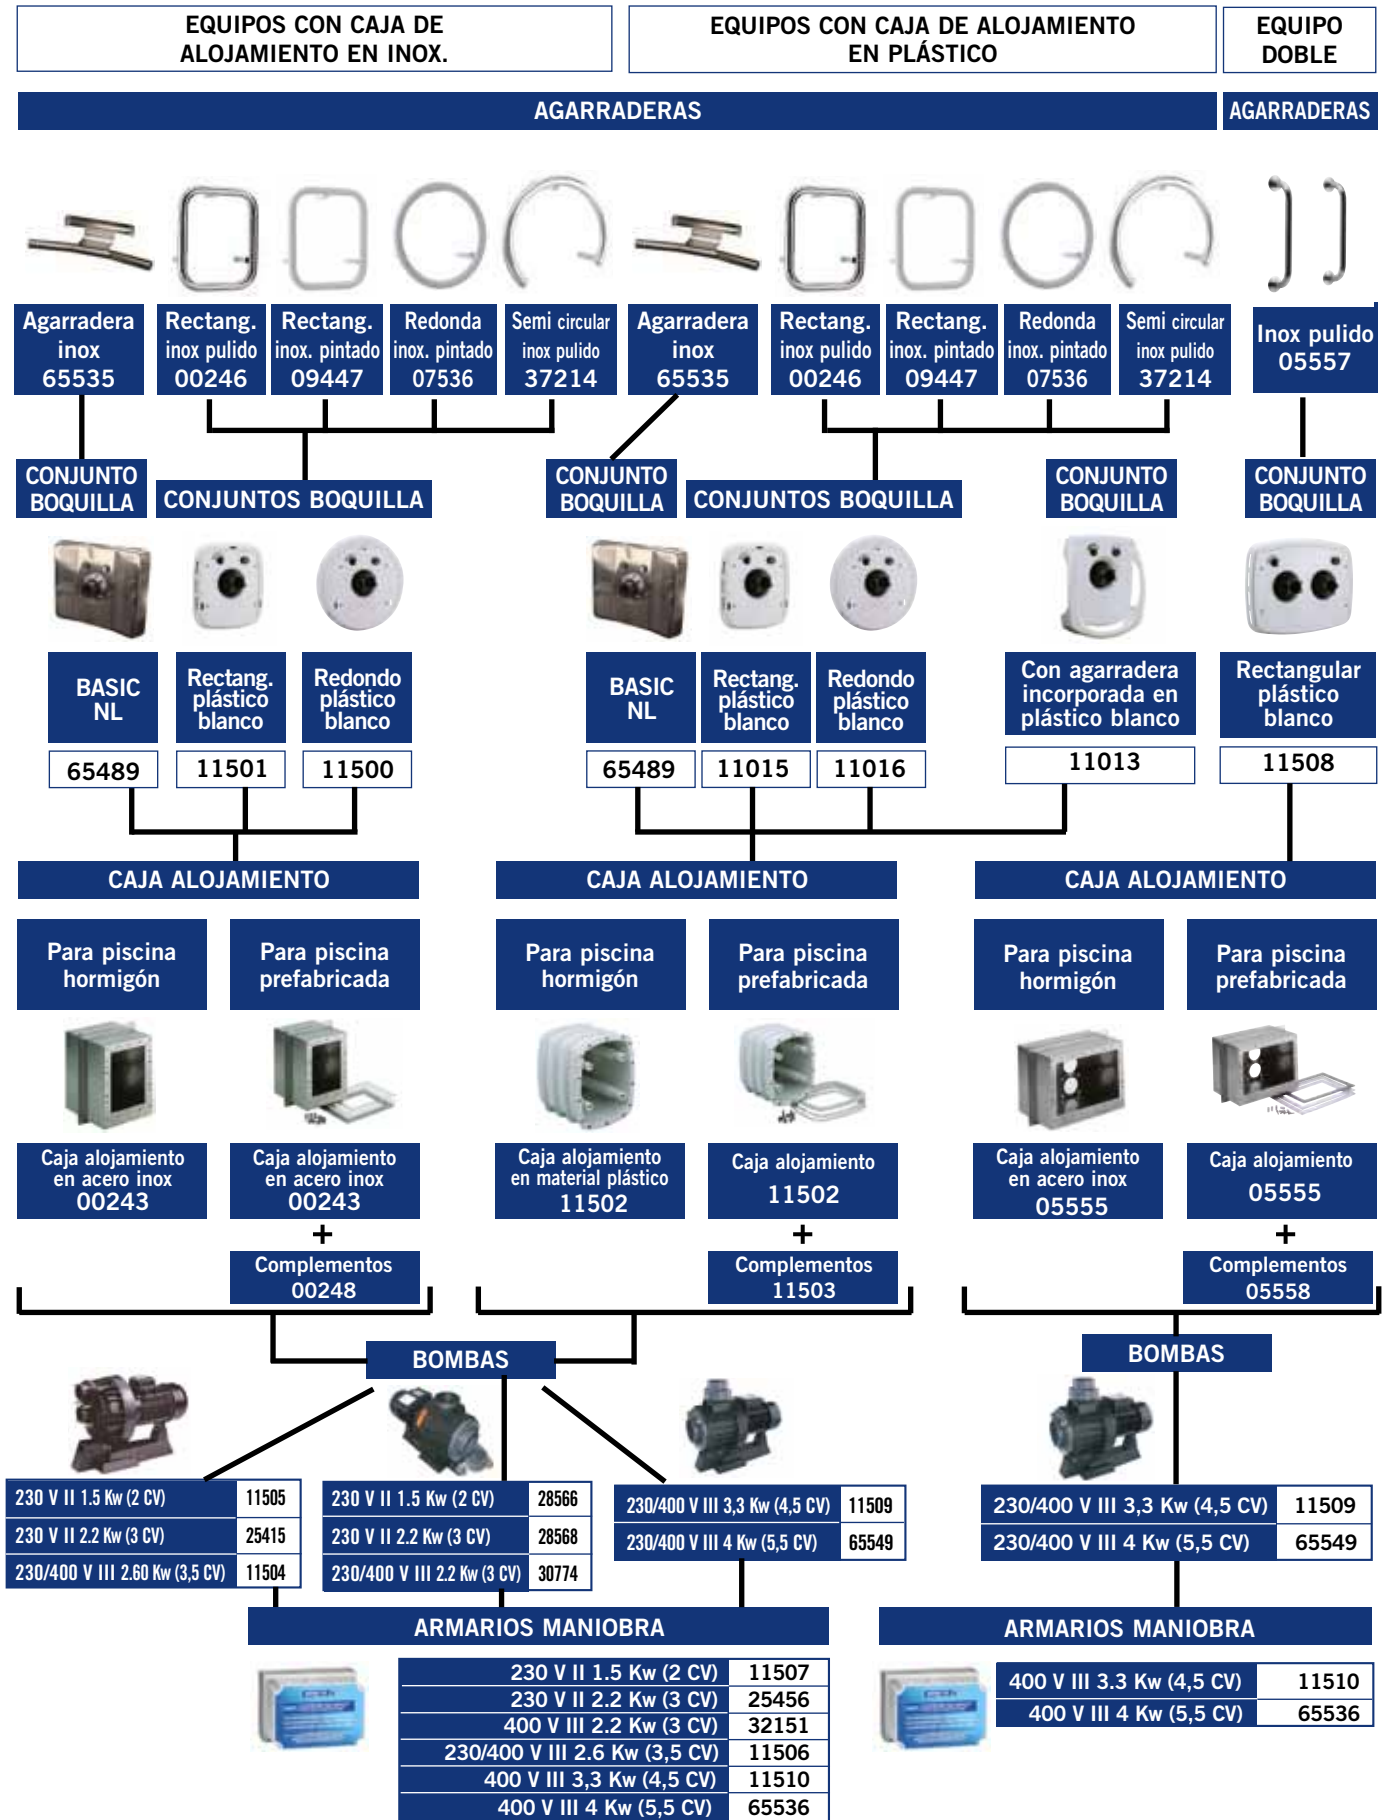 EQUIPOS CON CAJA DE
ALOJAMIENTO EN INOX.
EQUIPOS CON CAJA DE ALOJAMIENTO
EN PLÁSTICO
EQUIPO
DOBLE
AGARRADERAS
AGARRADERAS
Agarradera
inox
65535
Rectang.
inox pulido
00246
Rectang.
inox. pintado
09447
Redonda
inox. pintado
07536
Semi circular
inox pulido
37214
Agarradera
inox
65535
Rectang.
inox pulido
00246
Rectang.
inox. pintado
09447
Redonda
inox. pintado
07536
Semi circular
inox pulido
37214
Inox pulido
05557
CONJUNTO
BOQUILLA
CONJUNTOS BOQUILLA
CONJUNTO
BOQUILLA
CONJUNTOS BOQUILLA
CONJUNTO
BOQUILLA
CONJUNTO
BOQUILLA
BASIC
NL
65489
Rectang.
plástico
blanco
11501
Redondo
plástico
blanco
11500
BASIC
NL
65489
Rectang.
plástico
blanco
11015
Redondo
plástico
blanco
11016
Con agarradera
incorporada en
plástico blanco
11013
Rectangular
plástico
blanco
11508
CAJA ALOJAMIENTO
CAJA ALOJAMIENTO
CAJA ALOJAMIENTO
Para piscina
hormigón
Para piscina
prefabricada
Para piscina
hormigón
Para piscina
prefabricada
Para piscina
hormigón
Para piscina
prefabricada
Caja alojamiento
en acero inox
00243
Caja alojamiento
en acero inox
00243
+
Complementos
00248
Caja alojamiento
en material plástico
11502
Caja alojamiento
11502
+
Complementos
11503
Caja alojamiento
en acero inox
05555
Caja alojamiento
05555
+
Complementos
05558
BOMBAS
BOMBAS
230 V II 1.5 Kw (2 CV) 11505
230 V II 2.2 Kw (3 CV) 25415
230/400 V III 2.60 Kw (3,5 CV) 11504
230 V II 1.5 Kw (2 CV) 28566
230 V II 2.2 Kw (3 CV) 28568
230/400 V III 2.2 Kw (3 CV) 30774
230/400 V III 3,3 Kw (4,5 CV) 11509
230/400 V III 4 Kw (5,5 CV) 65549
230/400 V III 3,3 Kw (4,5 CV) 11509
230/400 V III 4 Kw (5,5 CV) 65549
ARMARIOS MANIOBRA
230 V II 1.5 Kw (2 CV) 11507
230 V II 2.2 Kw (3 CV) 25456
400 V III 2.2 Kw (3 CV) 32151
230/400 V III 2.6 Kw (3,5 CV) 11506
400 V III 3,3 Kw (4,5 CV) 11510
400 V III 4 Kw (5,5 CV) 65536
ARMARIOS MANIOBRA
400 V III 3.3 Kw (4,5 CV) 11510
400 V III 4 Kw (5,5 CV) 65536